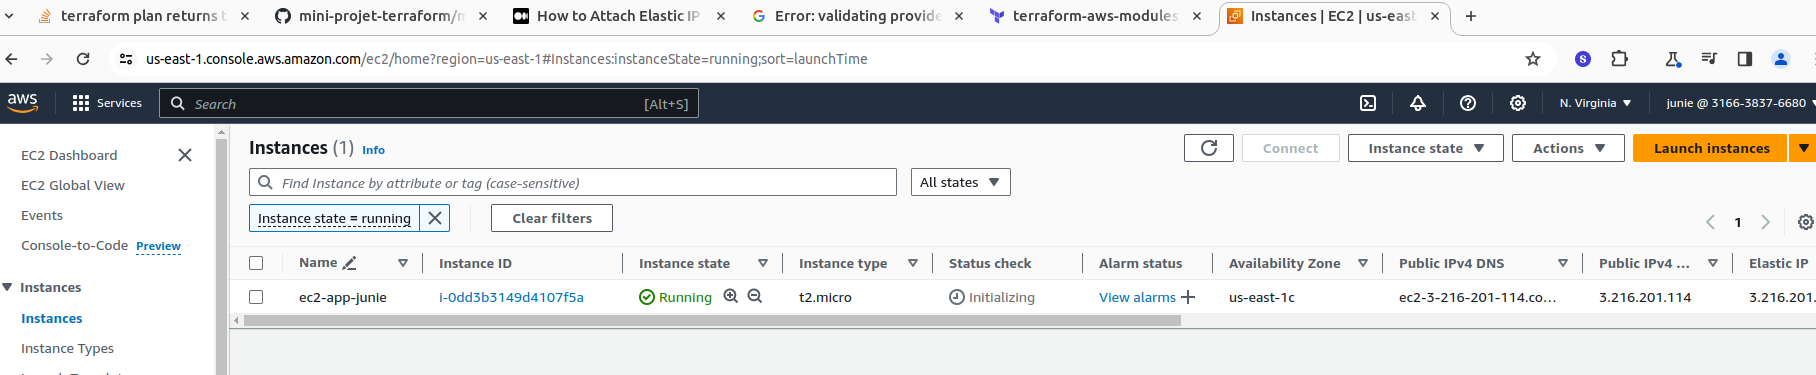 terraform plan returns t
mini-projet-terraform/m
How to Attach Elastic IP
Error: validating provide
terraform-aws-modules
Instances | EC2 | us-east
us-east-1.console.aws.amazon.com/ec2/home?region=us-east-1#Instances:instanceState=running;sort=launchTime
S
aws
Services
Search
[Alt+S]
N. Virginia
junie @ 3166-3837-6680
EC2 Dashboard
EC2 Global View
Events
Console-to-Code Preview
Instances
Instances
Instance Types
Instances (1) Info
Connect
Instance state
Actions
Launch instances
Find Instance by attribute or tag (case-sensitive)
All states
Instance state = running
Clear filters
1
Name Instance ID Instance state Instance type Status check Alarm status Availability Zone Public IPv4 DNS Public IPv4 ... Elastic IP
ec2-app-junie i-0dd3b3149d4107f5a Running t2.micro Initializing View alarms us-east-1c ec2-3-216-201-114.co... 3.216.201.114 3.216.201.